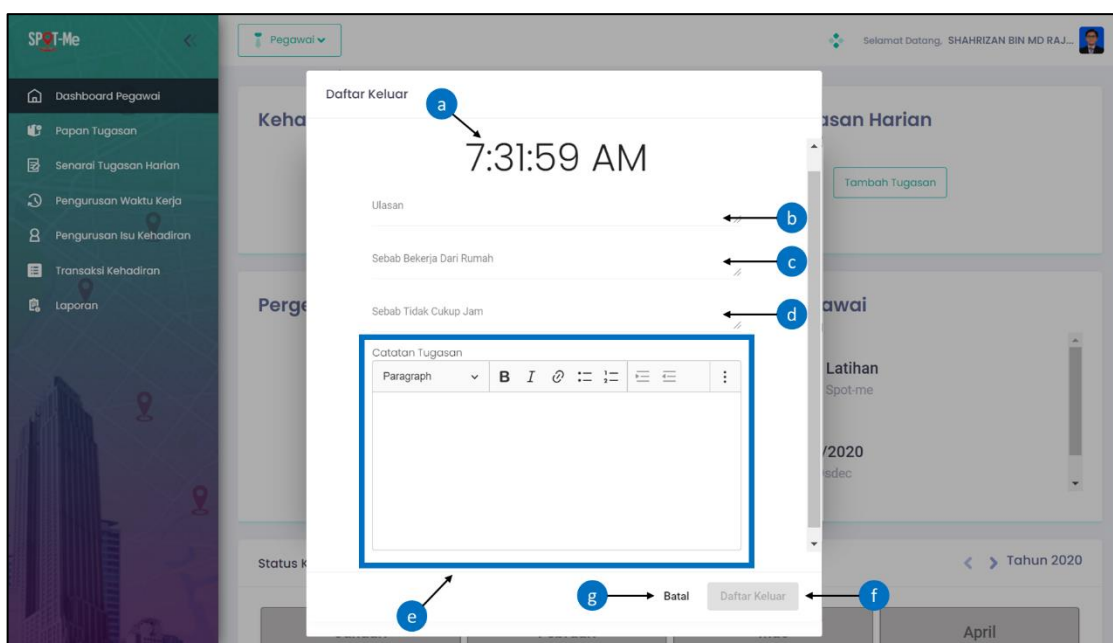 SPOT-Me
Pegawai
Selamat Datang, SHAHRIZAN BIN MD RAJ...
Dashboard Pegawai
Papan Tugasan
Senarai Tugasan Harian
Pengurusan Waktu Kerja
Pengurusan Isu Kehadiran
Transaksi Kehadiran
Laporan
Keha
asan Harian
Tambah Tugasan
Perge
awai
Latihan
Spot-me
/2020
sdec
Status K
Tahun 2020
April
Daftar Keluar
a
7:31:59 AM
Ulasan
b
Sebab Bekerja Dari Rumah
c
Sebab Tidak Cukup Jam
d
Catatan Tugasan
Paragraph B I
e
g Batal Daftar Keluar f